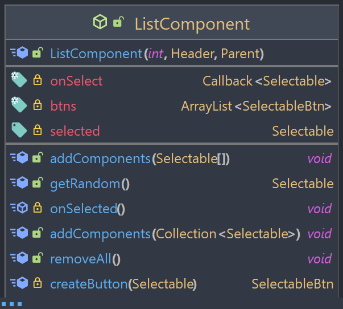 ListComponent
ListComponent(int, Header, Parent)
onSelect Callback<Selectable>
btns ArrayList<SelectableBtn>
selected Selectable
addComponents(Selectable[]) void
getRandom() Selectable
onSelected() void
addComponents(Collection<Selectable>) void
removeAll() void
createButton(Selectable) SelectableBtn